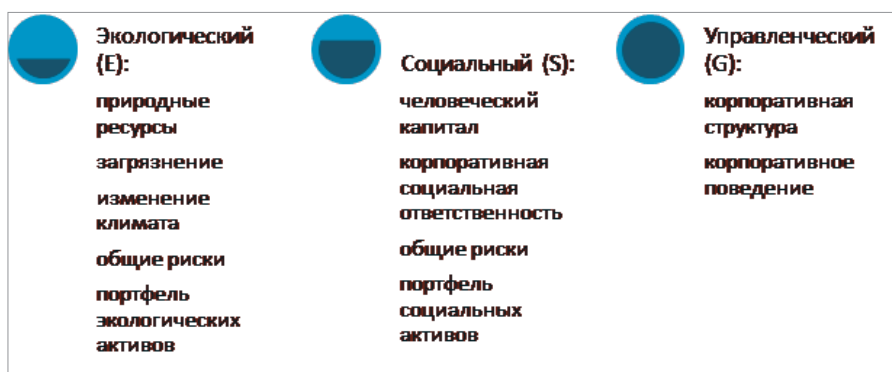 Экологический
(E):
природные
ресурсы
загрязнение
изменение
климата
общие риски
портфель
экологических
активов
Социальный (S):
человеческий
капитал
корпоративная
социальная
ответственность
общие риски
портфель
социальных
активов
Управленческий
(G):
корпоративная
структура
корпоративное
поведение